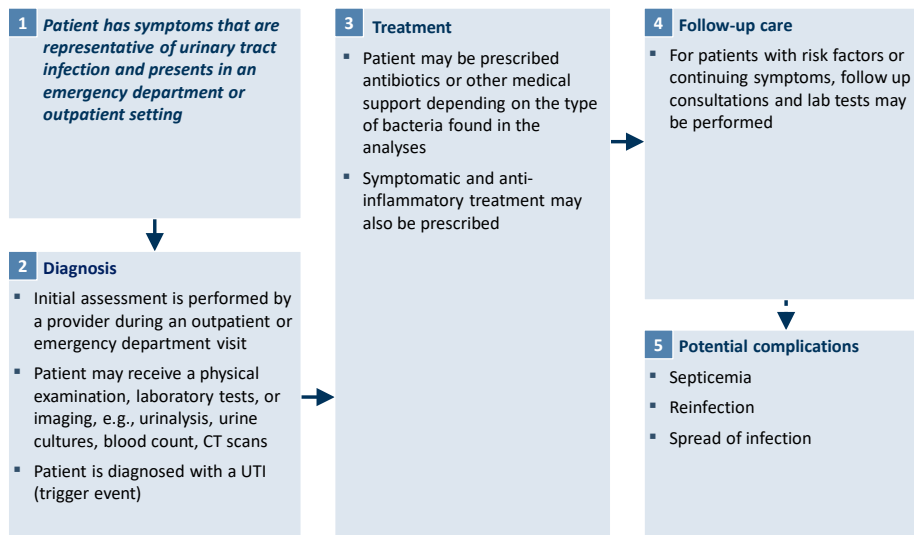 1 Patient has symptoms that are
representative of urinary tract
infection and presents in an
emergency department or
outpatient setting
2 Diagnosis
▪ Initial assessment is performed by
a provider during an outpatient or
emergency department visit
▪ Patient may receive a physical
examination, laboratory tests, or
imaging, e.g., urinalysis, urine
cultures, blood count, CT scans
▪ Patient is diagnosed with a UTI
(trigger event)
3 Treatment
▪ Patient may be prescribed
antibiotics or other medical
support depending on the type
of bacteria found in the
analyses
▪ Symptomatic and anti-
inflammatory treatment may
also be prescribed
4 Follow-up care
▪ For patients with risk factors or
continuing symptoms, follow up
consultations and lab tests may
be performed
5 Potential complications
▪ Septicemia
▪ Reinfection
▪ Spread of infection